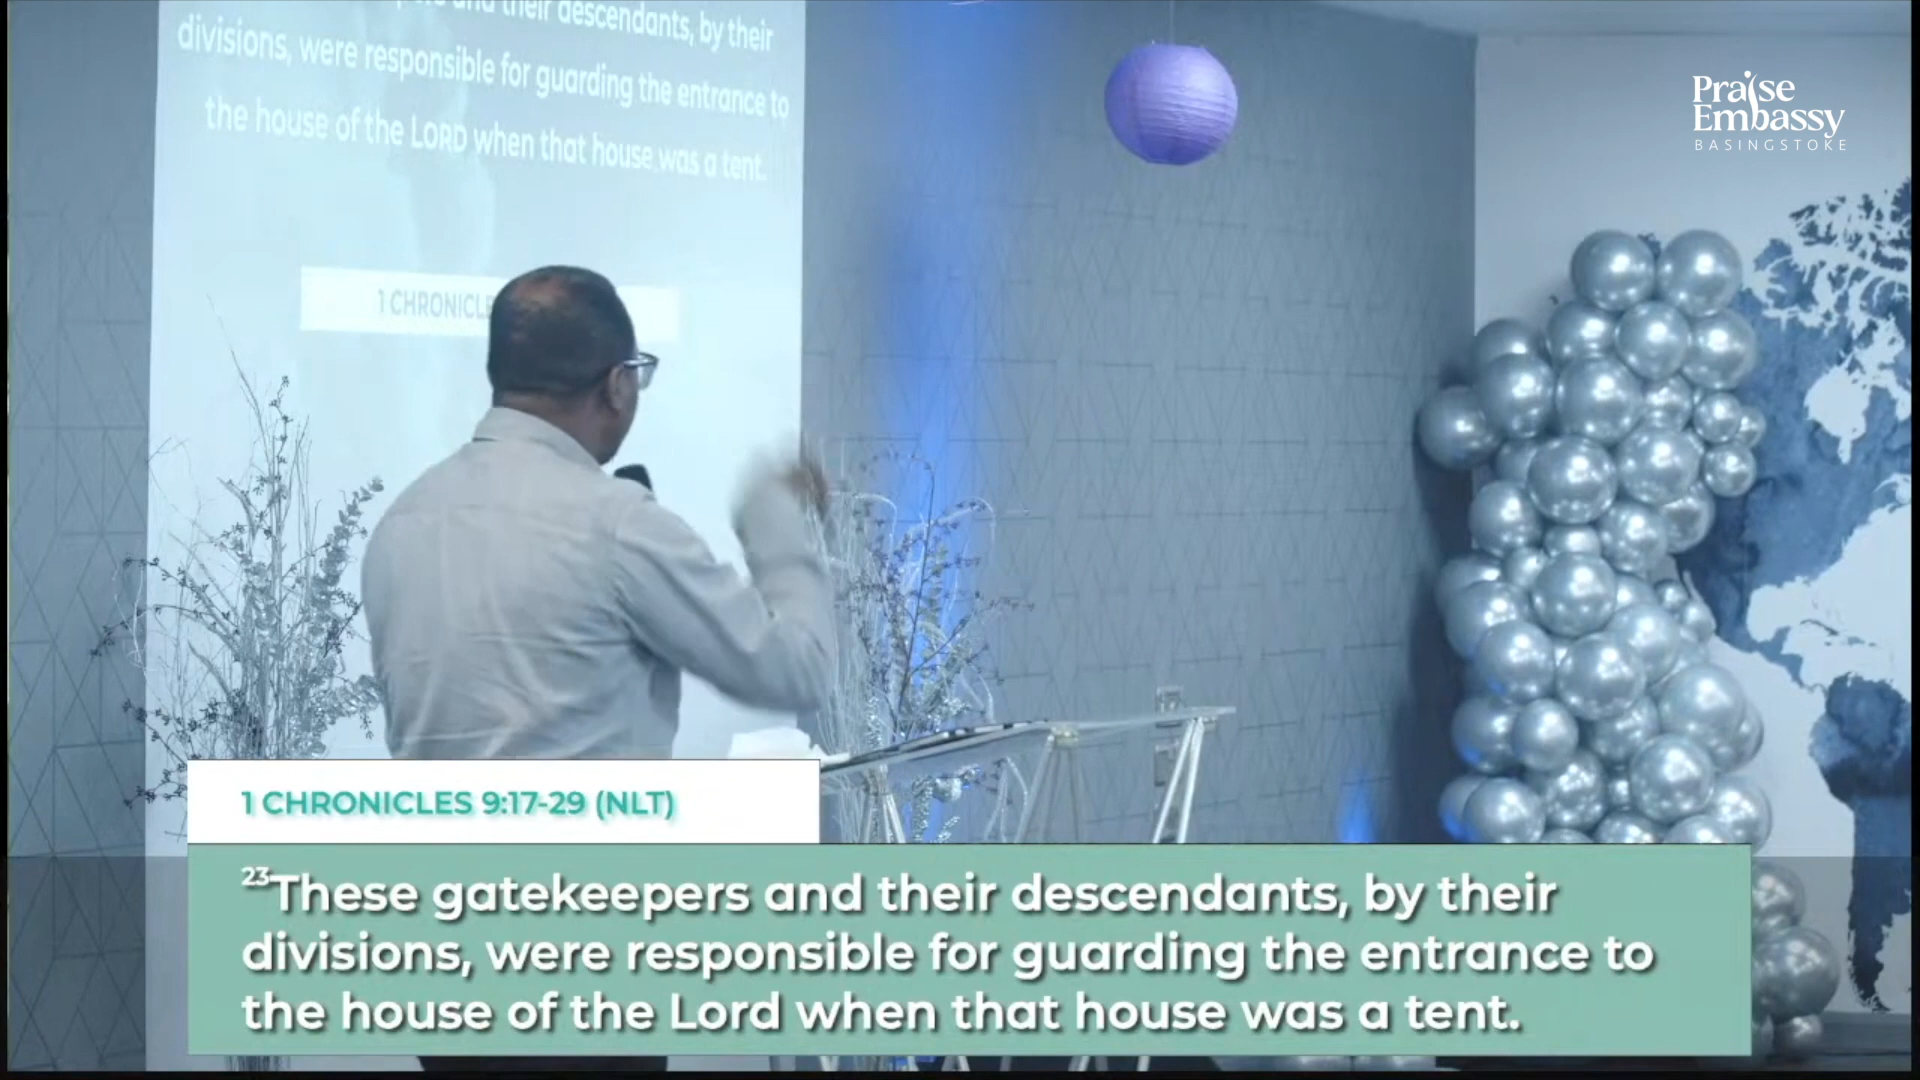 and their descendants, by their
divisions, were responsible for guarding the entrance to
the house of the LORD when that house was a tent.
1 CHRONICLE
Praise
Embassy
BASINGSTOKE
1 CHRONICLES 9:17-29 (NLT)
23These gatekeepers and their descendants, by their
divisions, were responsible for guarding the entrance to
the house of the Lord when that house was a tent.